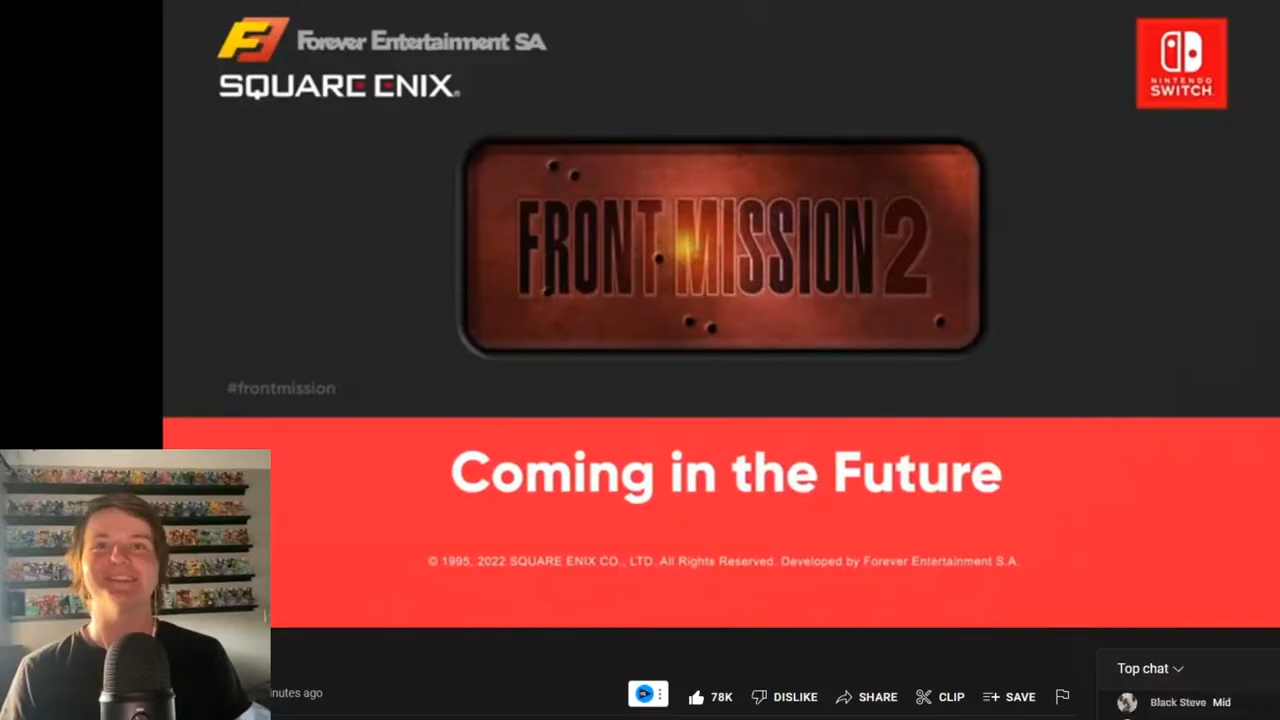 Forever Entertainment SA
SQUARE ENIX®
NINTENDO
SWITCH
FRONT MISSION 2
#frontmission
Coming in the Future
© 1995, 2022 SQUARE ENIX CO., LTD. All Rights Reserved. Developed by Forever Entertainment S.A.
inutes ago
78K
DISLIKE
SHARE
CLIP
SAVE
Top chat
Black Steve Mid